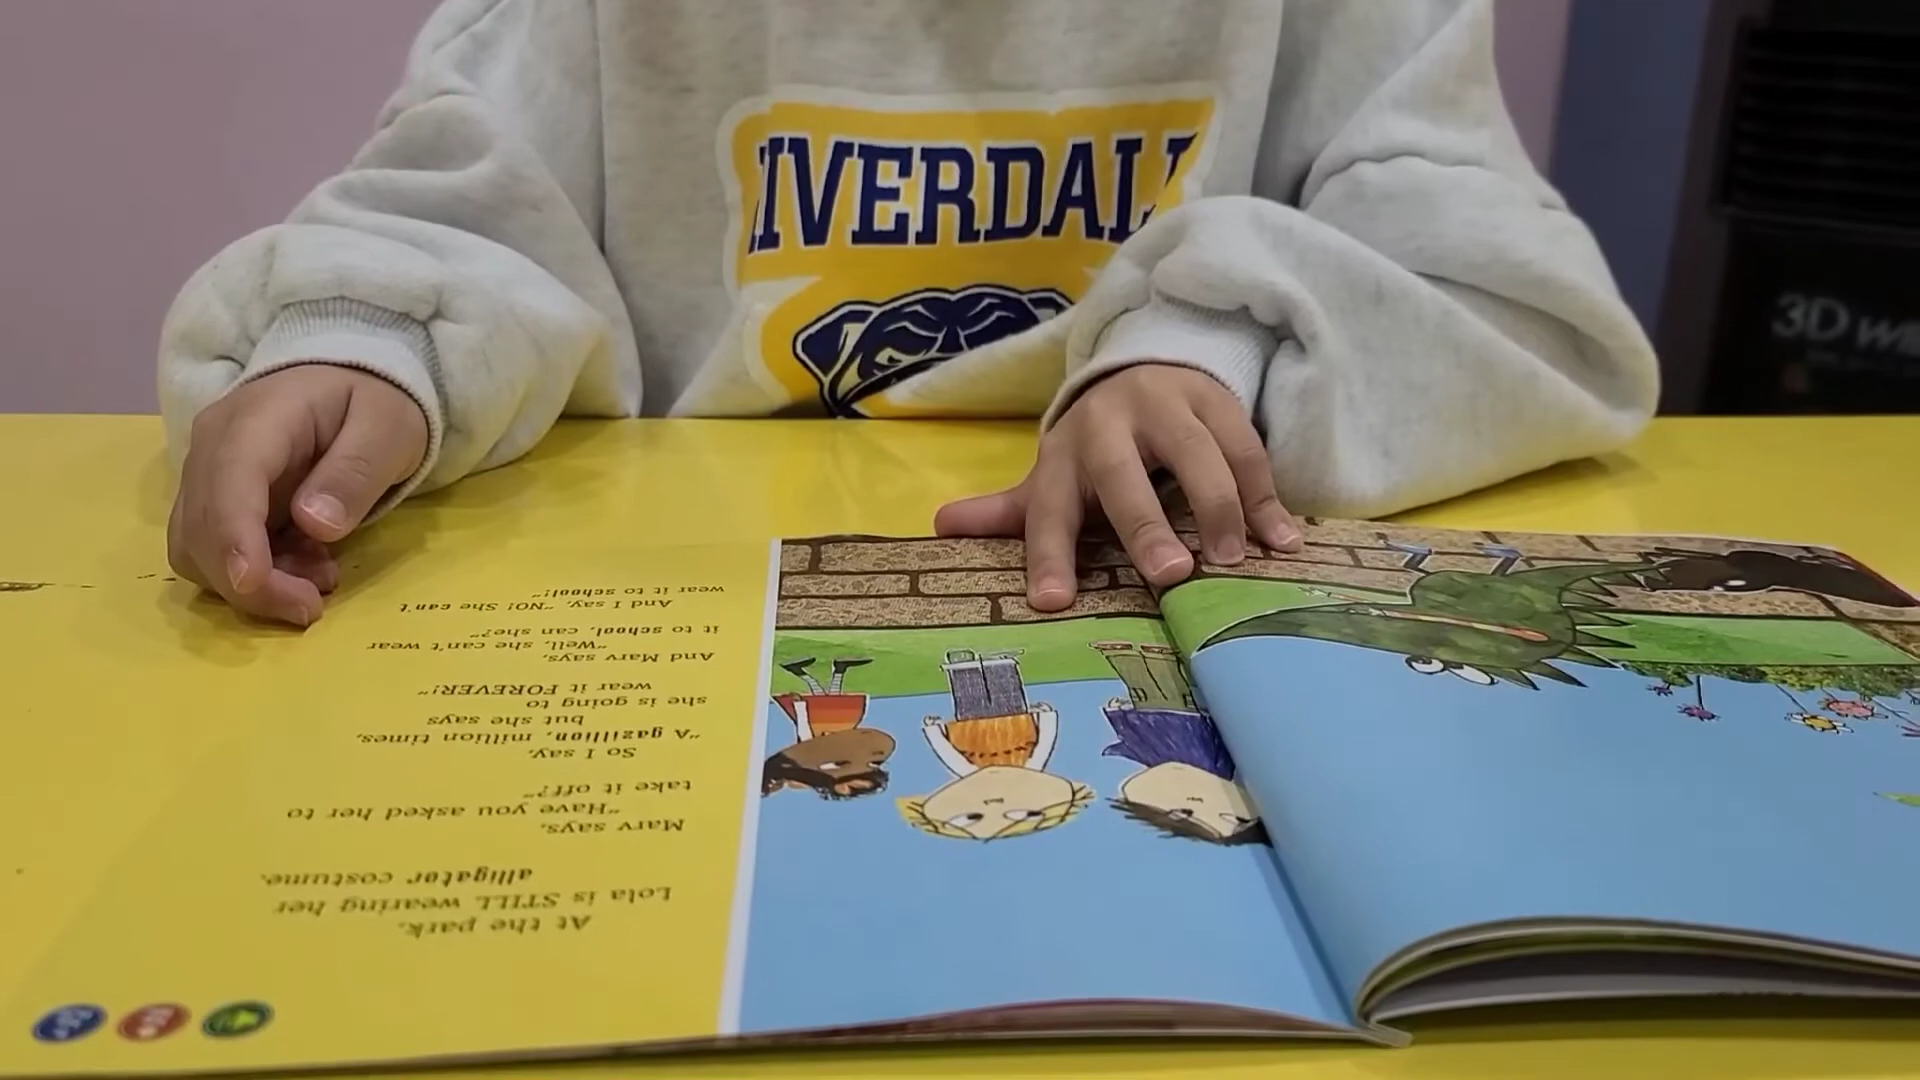 IVERDAL
3D WE
At the park,
Lola is STILL wearing her
alligator costume.
Marv says,
"Have you asked her to
take it off?"
So I say,
"A gazillion, million times,
but she says
she is going to
wear it FOREVER!"
And Marv says,
"Well, she can't wear
it to school, can she?"
And I say, "NO! She can't
wear it to school!"